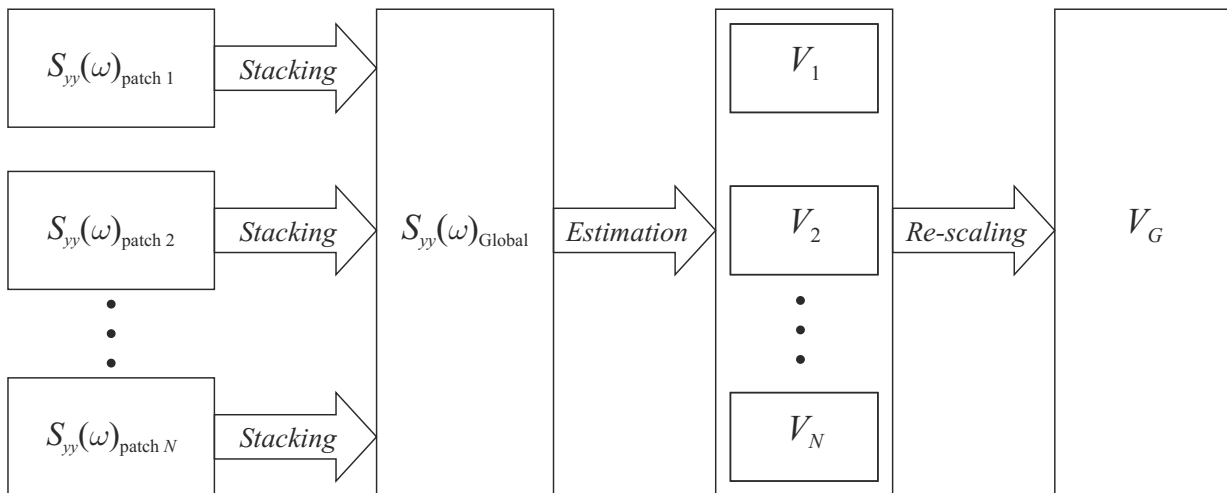 S_yy(ω)_patch 1
Stacking
V_1
S_yy(ω)_patch 2
Stacking
S_yy(ω)_Global
Estimation
V_2
Re-scaling
V_G
S_yy(ω)_patch N
Stacking
V_N